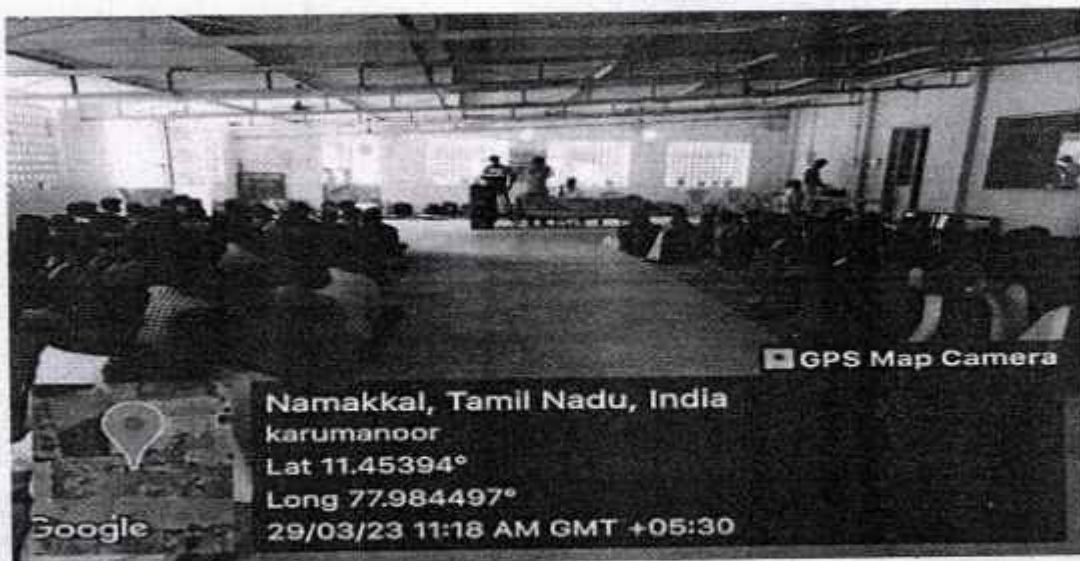 GPS Map Camera
Namakkal, Tamil Nadu, India
karumanoor
Lat 11.45394°
Long 77.984497°
29/03/23 11:18 AM GMT +05:30
Google